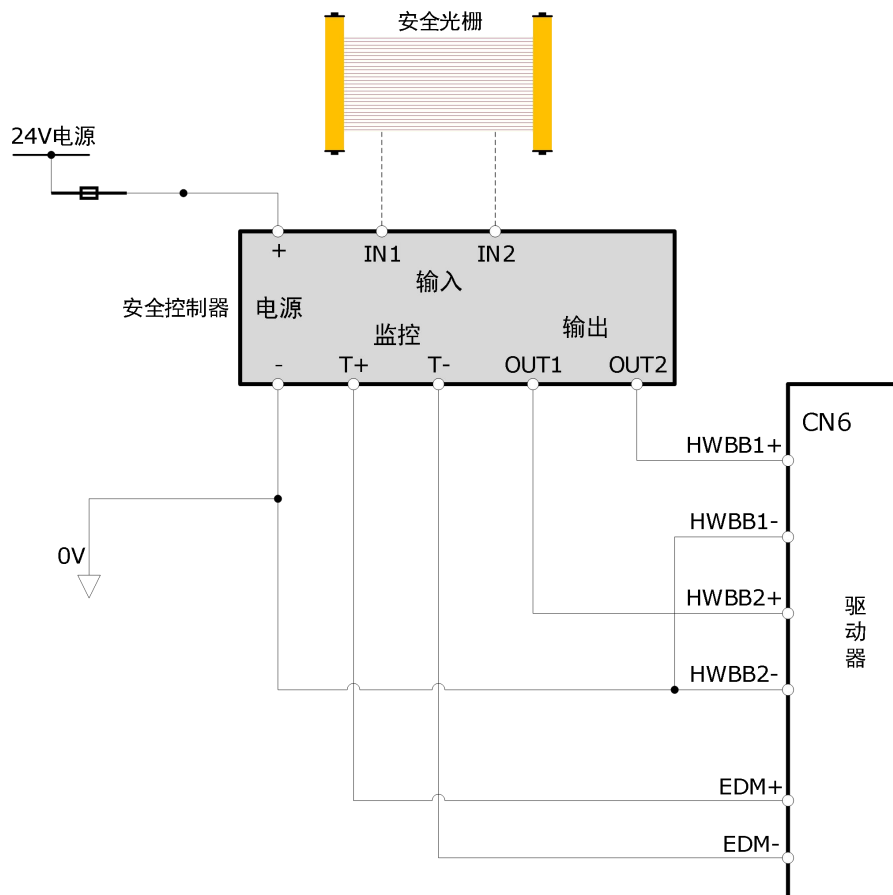 安全光栅
24V电源
+
IN1
IN2
输入
安全控制器
电源
输出
监控
-
T+
T-
OUT1
OUT2
CN6
HWBB1+
HWBB1-
0V
HWBB2+
驱动器
HWBB2-
EDM+
EDM-